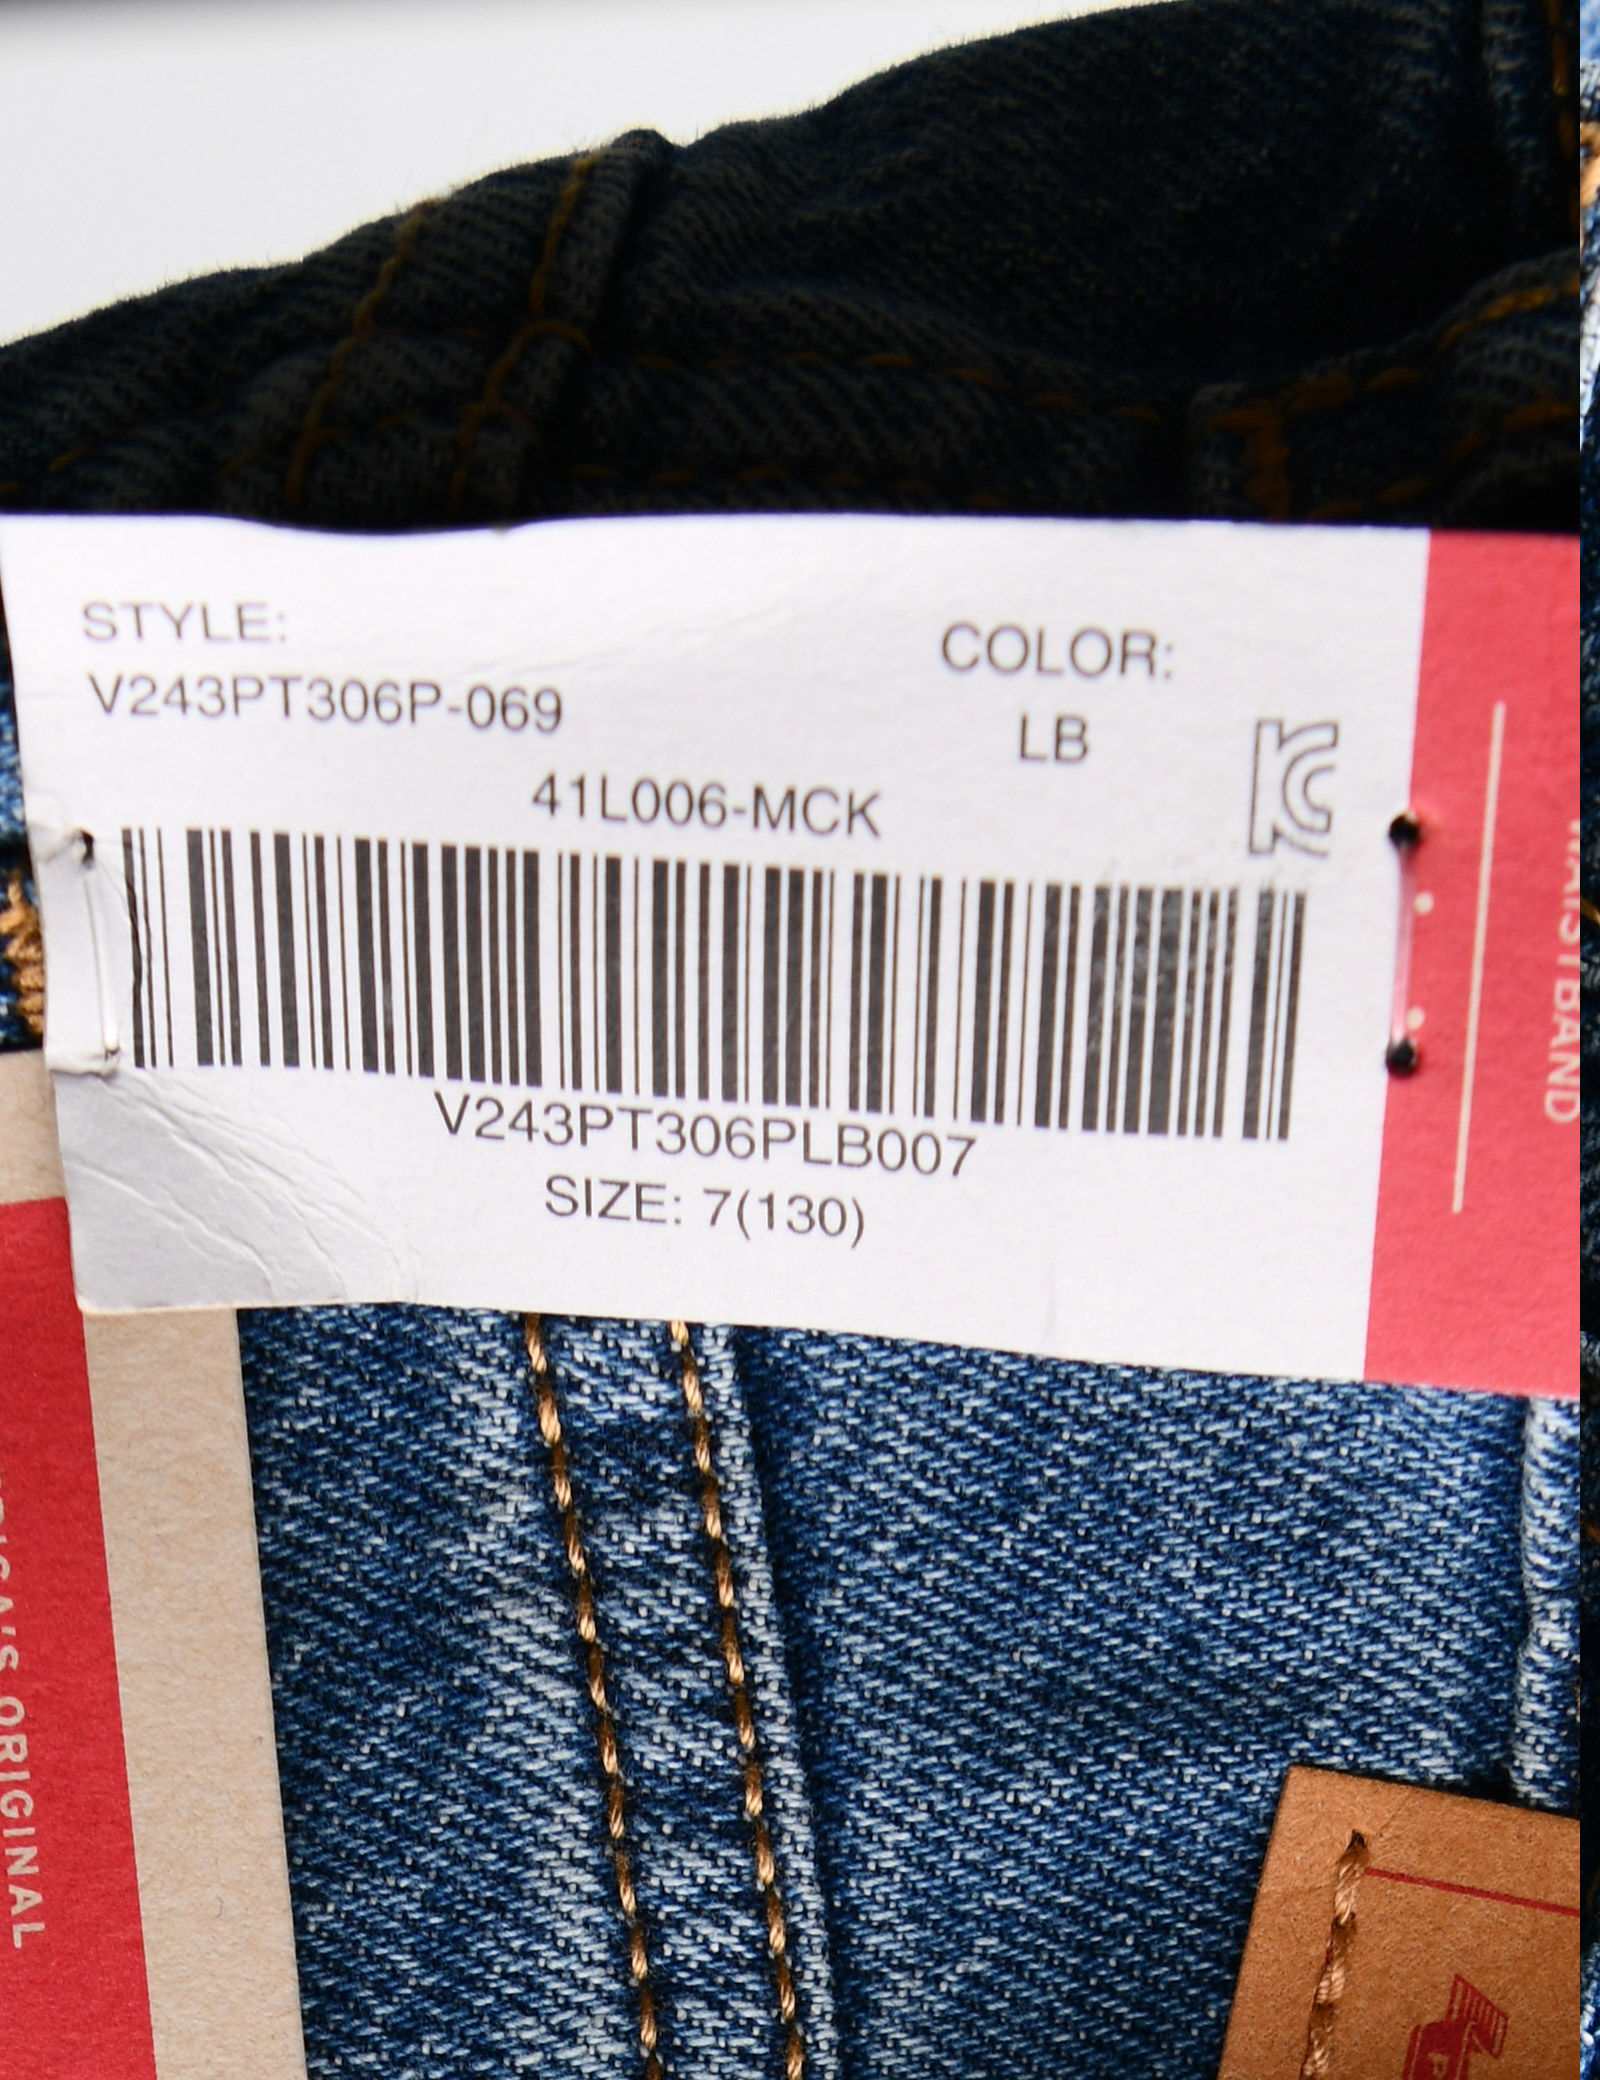 STYLE:
COLOR:
V243PT306P-069
LB
41L006-MCK
V243PT306PLB007
SIZE: 7(130)
WAISTBAND
ORIGINAL